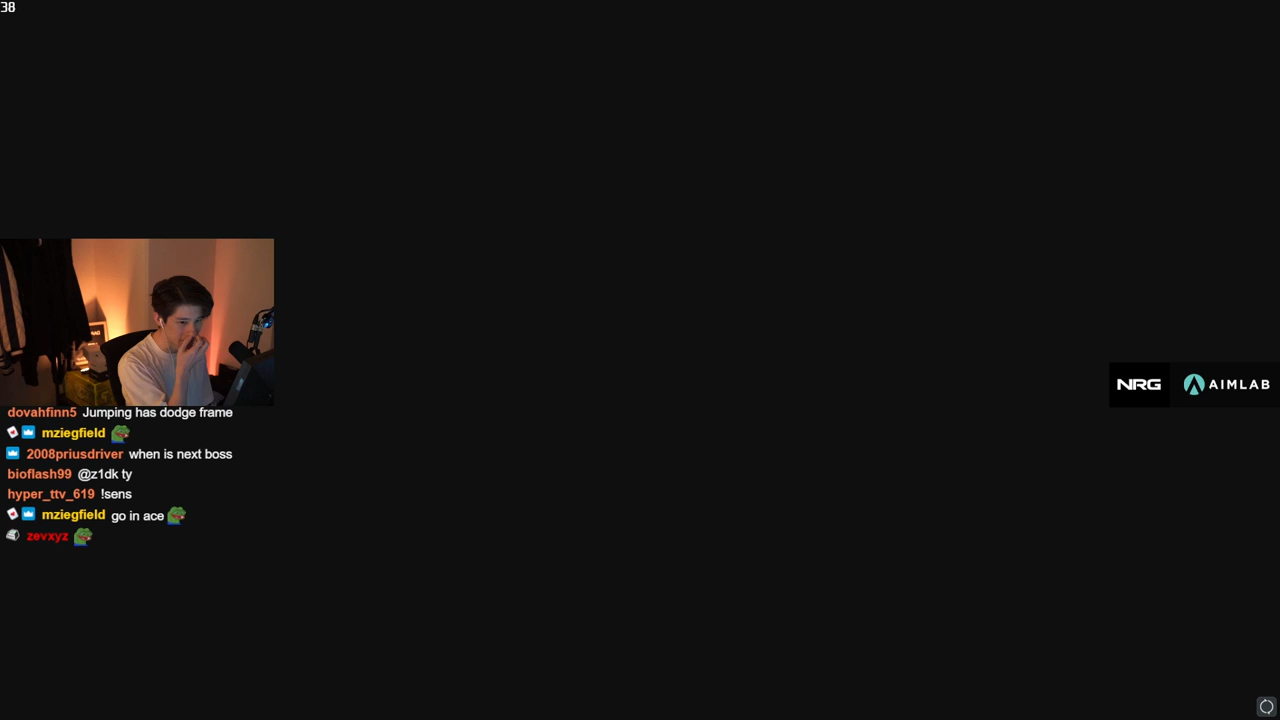 38
NRG AIMLAB
dovahfinn5 Jumping has dodge frame
mziegfield
2008priusdriver when is next boss
bioflash99 @z1dk ty
hyper_ttv_619 !sens
mziegfield go in ace
zevxyz